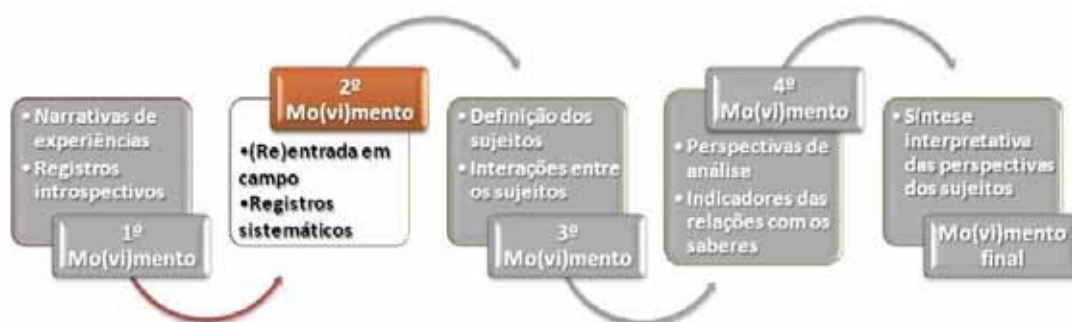 • Narrativas de
experiências
• Registros
introspectivos
1º
Mo(vi)mento
2º
Mo(vi)mento
•(Re)entrada em
campo
•Registros
sistemáticos
• Definição dos
sujeitos
• Interações entre
os sujeitos
3º
Mo(vi)mento
4º
Mo(vi)mento
• Perspectivas de
análise
• Indicadores das
relações com os
saberes
• Síntese
interpretativa
das perspectivas
dos sujeitos
Mo(vi)mento
final